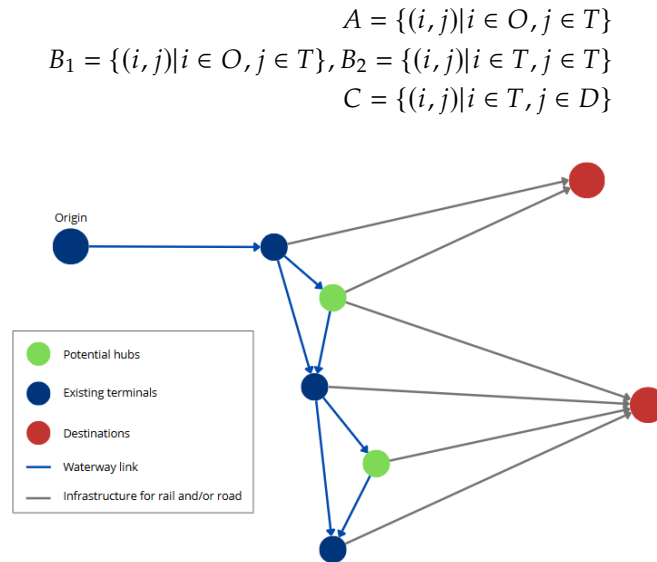 A = {(i, j)|i ∈ O, j ∈ T}
B₁ = {(i, j)|i ∈ O, j ∈ T}, B₂ = {(i, j)|i ∈ T, j ∈ T}
C = {(i, j)|i ∈ T, j ∈ D}
Origin
Potential hubs
Existing terminals
Destinations
Waterway link
Infrastructure for rail and/or road